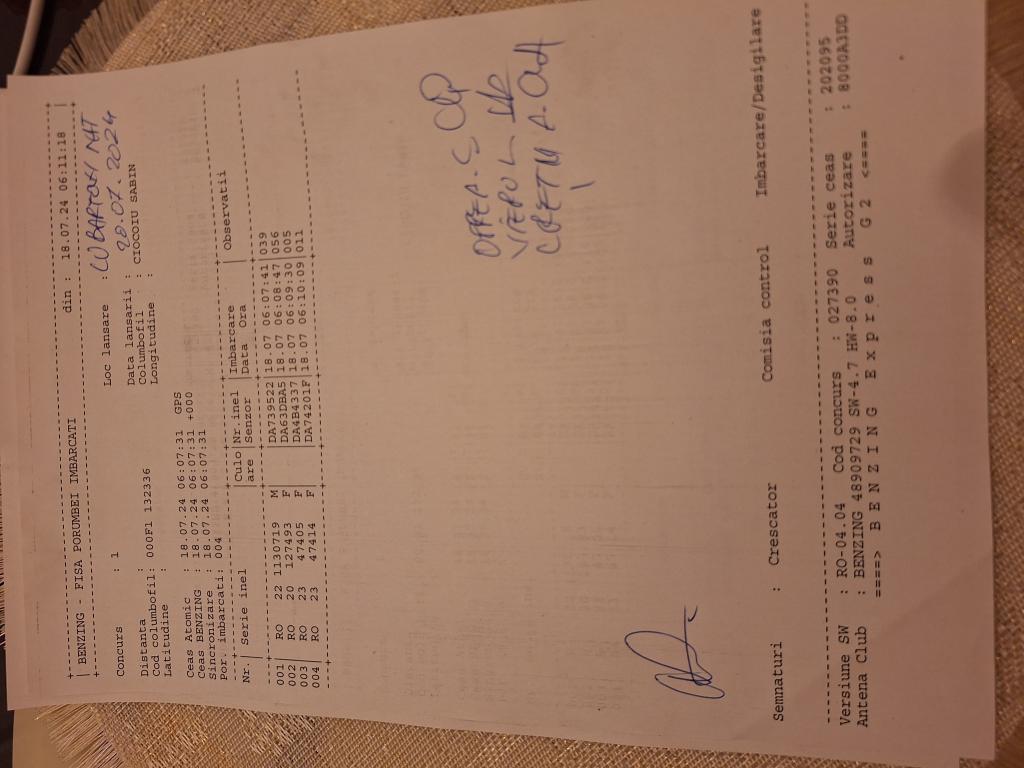 +---------------------------------------------------------------+
| BENZING - FISA PORUMBEI IMBARCATI din : 18.07.24 06:11:18 |
+---------------------------------------------------------------+
Concurs : 1 Loc lansare :
Data lansarii : 20.07.2024
Distanta : Columbofil : CIOCOIU SABIN
Cod columbofil: 000F1 132336 Longitudine :
Latitudine :
Ceas Atomic : 18.07.24 06:07:31 GPS
Ceas BENZING : 18.07.24 06:07:31 +000
Sincronizare : 18.07.24 06:07:31
Por.imbarcati: 004
Nr.| Serie inel |Culo|Nr.inel |Imbarcare | Observatii
|are |Senzor |Data Ora |
001| RO 22 1130719 M | |DA739522|18.07 06:07:41|039
002| RO 20 127493 F | |DA63DBA5|18.07 06:08:47|056
003| RO 23 47405 F | |DA4B4337|18.07 06:09:30|005
004| RO 23 47414 F | |DA74201F|18.07 06:10:09|011
Semnaturi : Crescator Comisia control Imbarcare/Desigilare
Versiune SW : RO-04.04 Cod concurs : 027390 Serie ceas : 202095
Antena Club : BENZING 48909729 SW-4.7 HW-8.0 Autorizare : 8000A3DD
====> B E N Z I N G E x p r e s s G 2 <====